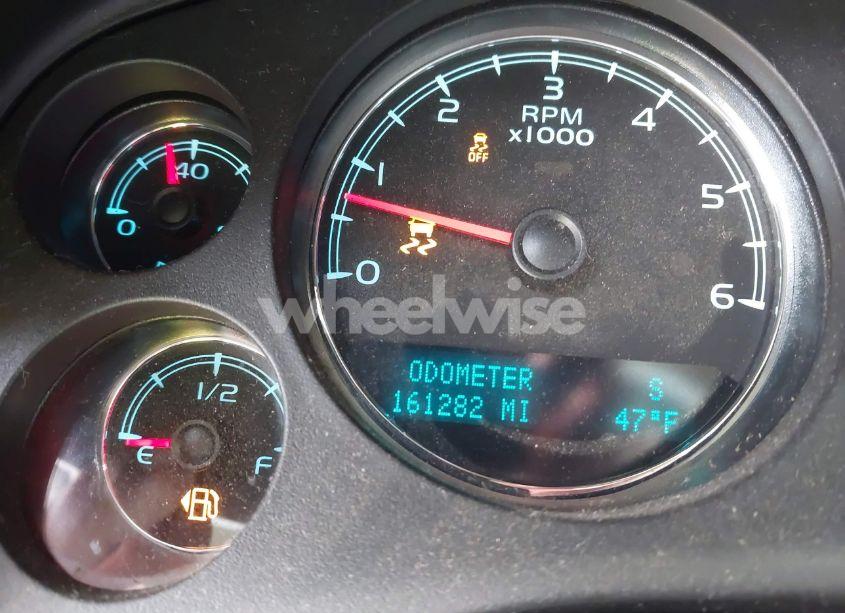 0 40
E 1/2 F
0 1 2 3 4 5 6
RPM
x1000
OFF
wheelwise
ODOMETER S
161282 MI 47°F